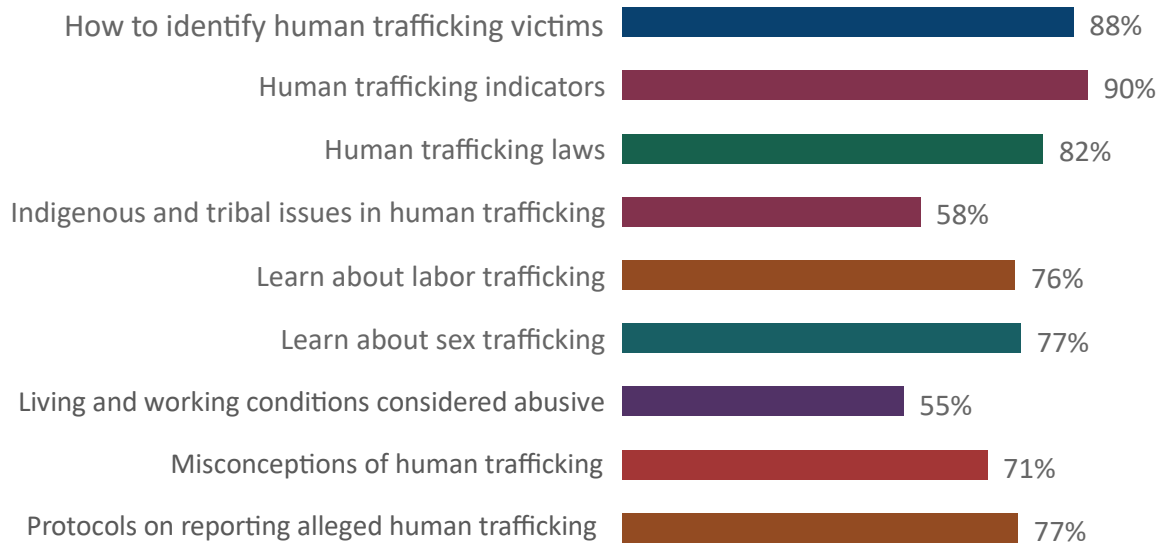 How to identify human trafficking victims 88%
Human trafficking indicators 90%
Human trafficking laws 82%
Indigenous and tribal issues in human trafficking 58%
Learn about labor trafficking 76%
Learn about sex trafficking 77%
Living and working conditions considered abusive 55%
Misconceptions of human trafficking 71%
Protocols on reporting alleged human trafficking 77%